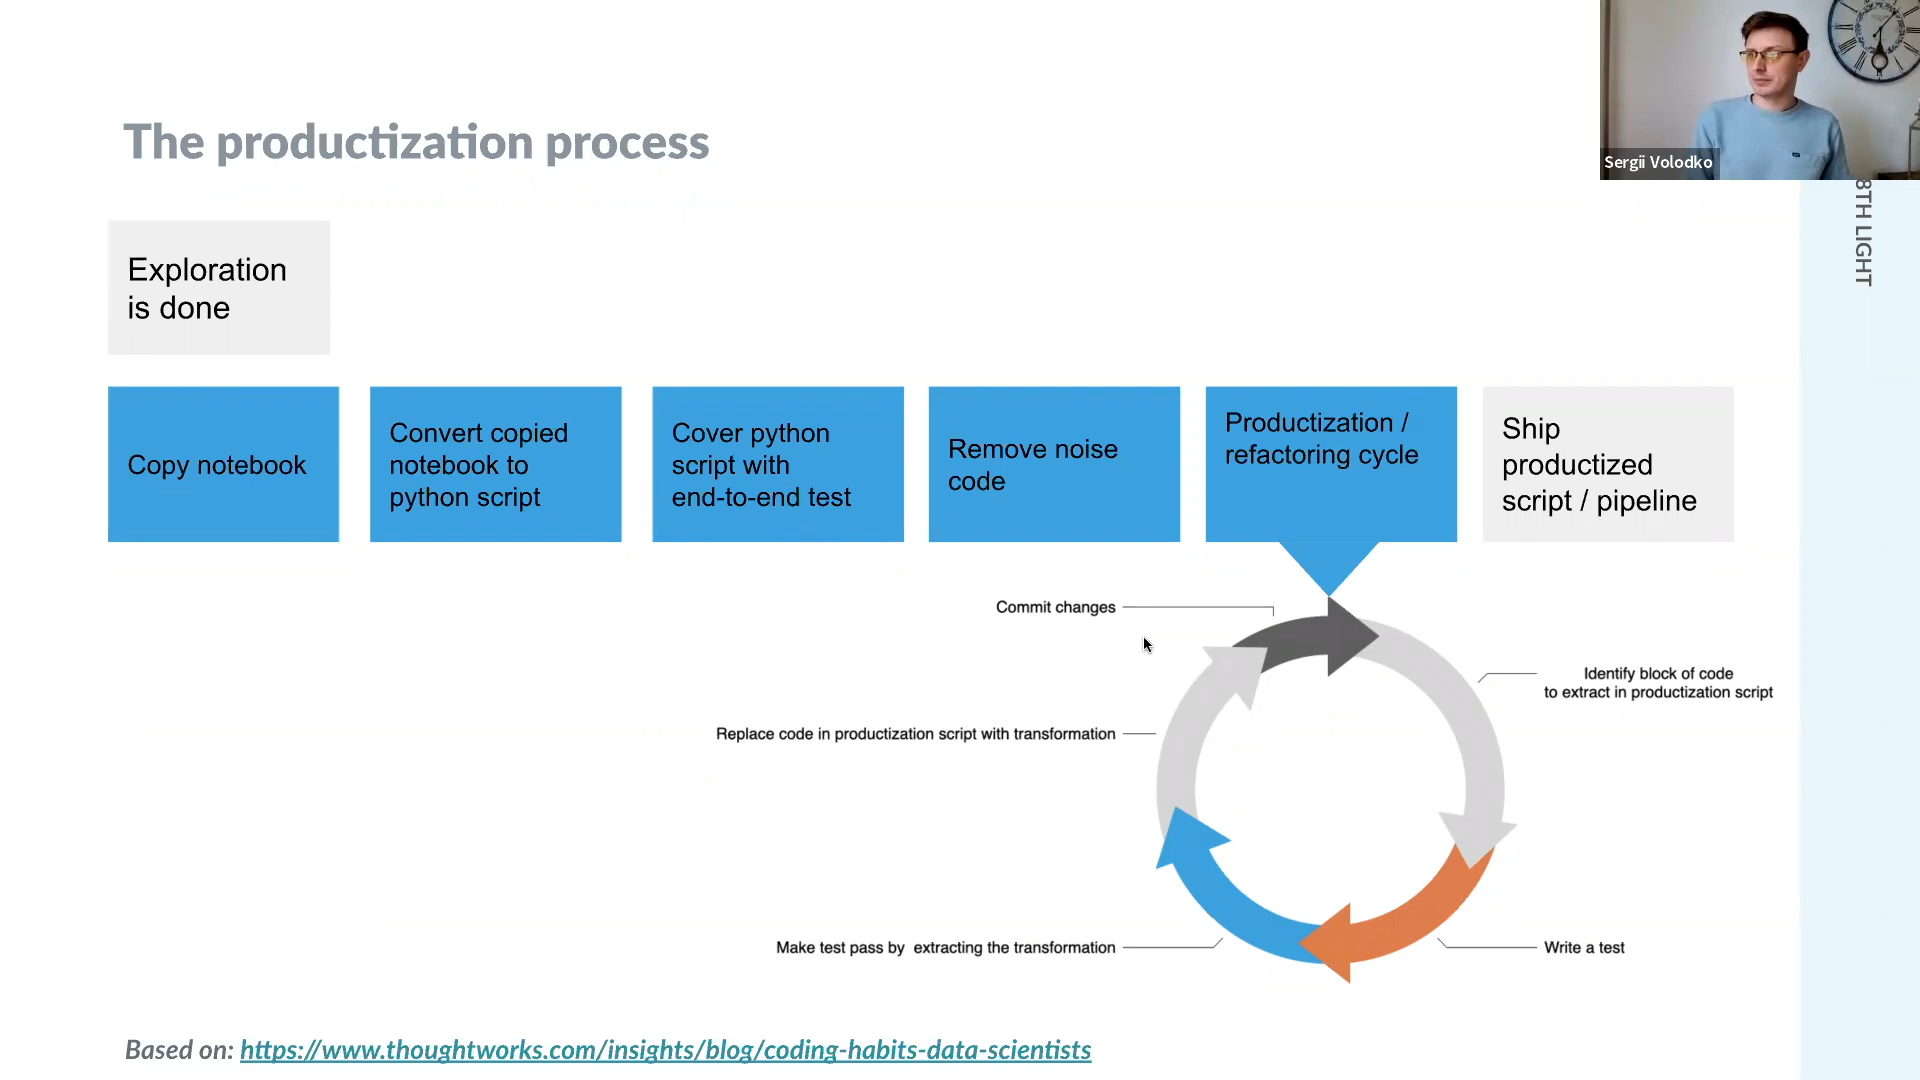 The productization process
Sergii Volodko
8TH LIGHT
Exploration
is done
Copy notebook
Convert copied
notebook to
python script
Cover python
script with
end-to-end test
Remove noise
code
Productization /
refactoring cycle
Ship
productized
script / pipeline
Commit changes
Identify block of code
to extract in productization script
Replace code in productization script with transformation
Make test pass by  extracting the transformation
Write a test
Based on: https://www.thoughtworks.com/insights/blog/coding-habits-data-scientists